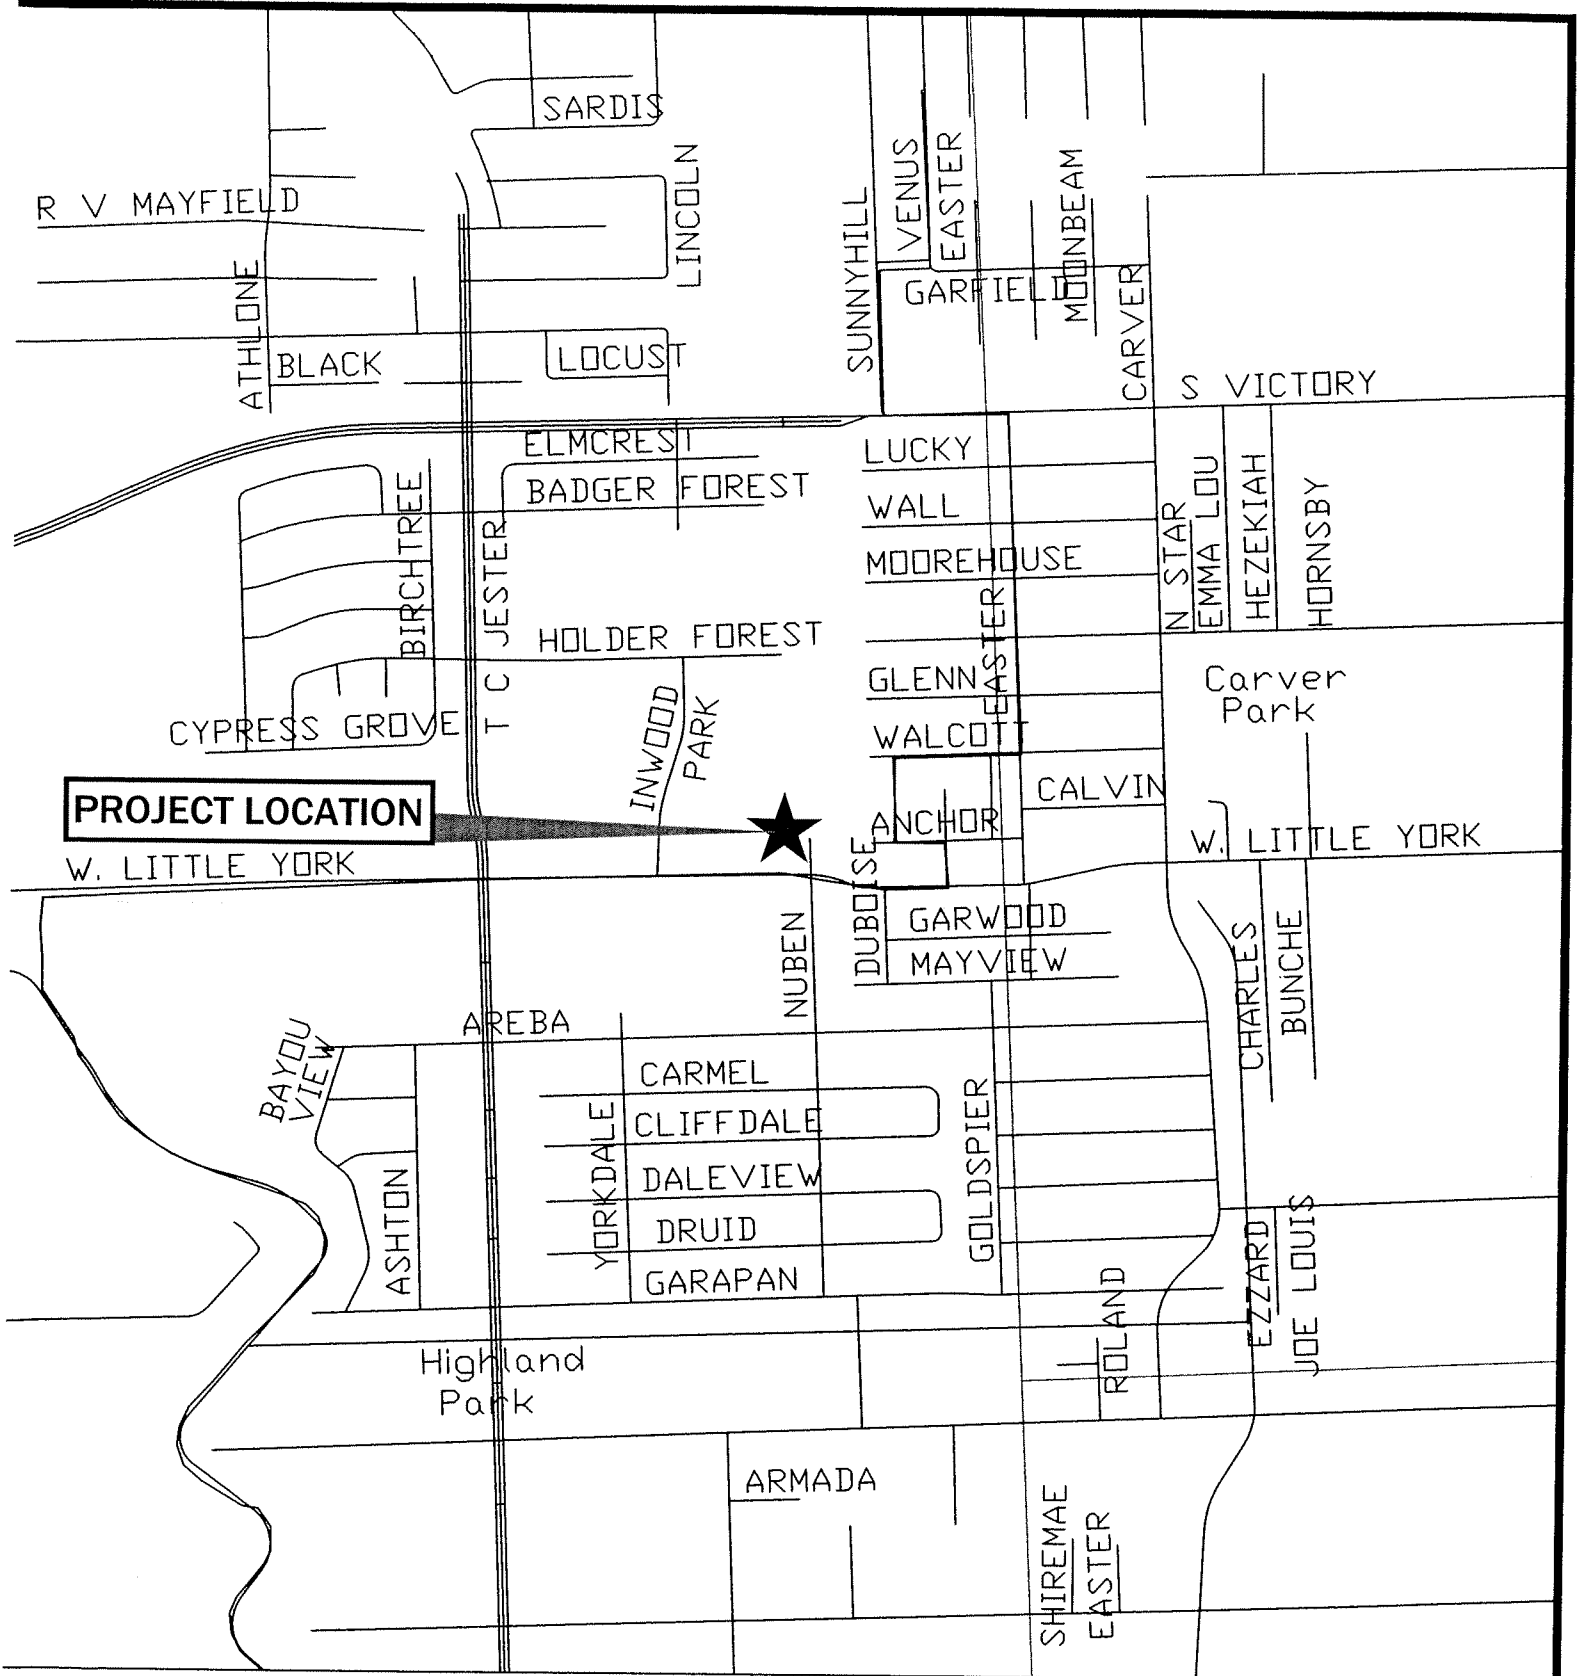 SARDIS
LINCOLN
R V MAYFIELD
ATHLONE
BLACK
LOCUST
SUNNYHILL
VENUS
EASTER
MOONBEAM
GARFIELD
CARVER
S VICTORY
ELMCREST
BADGER FOREST
BIRCHTREE
T C JESTER
HOLDER FOREST
CYPRESS GROVE
INWOOD
PARK
LUCKY
WALL
MOOREHOUSE
EASTER
GLENN
WALCOTT
N STAR
EMMA LOU
HEZEKIAH
HORNSBY
Carver
Park
CALVIN
ANCHOR
PROJECT LOCATION
W. LITTLE YORK
W. LITTLE YORK
DUBOISE
GARWOOD
MAYVIEW
NUBEN
CHARLES
BUNCHE
AREBA
BAYOU
VIEW
CARMEL
CLIFFDALE
YORKDALE
DALEVIEW
DRUID
GARAPAN
ASHTON
GOLDSPIER
ROLAND
EZZARD
JOE LOUIS
Highland
Park
ARMADA
SHIREMAE
EASTER